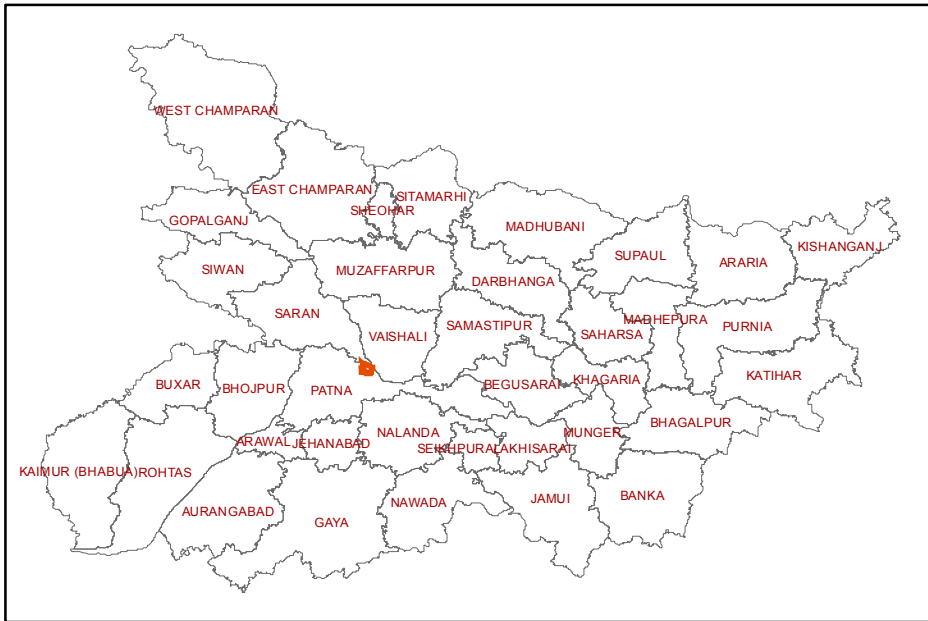 WEST CHAMPARAN
EAST CHAMPARAN
SITAMARHI
SHEOHAR
GOPALGANJ
MADHUBANI
KISHANGANJ
SUPAUL
ARARIA
SIWAN
MUZAFFARPUR
DARBHANGA
SARAN
MADHEPURA
PURNIA
SAMASTIPUR
SAHARSA
VAISHALI
KATIHAR
KHAGARIA
BEGUSARAI
BUXAR
BHOJPUR
PATNA
BHAGALPUR
NALANDA
MUNGER
ARAWAL
JEHANABAD
SEIKHPURA
LAKHISARAI
KAIMUR (BHABUA)
ROHTAS
BANKA
JAMUI
NAWADA
AURANGABAD
GAYA